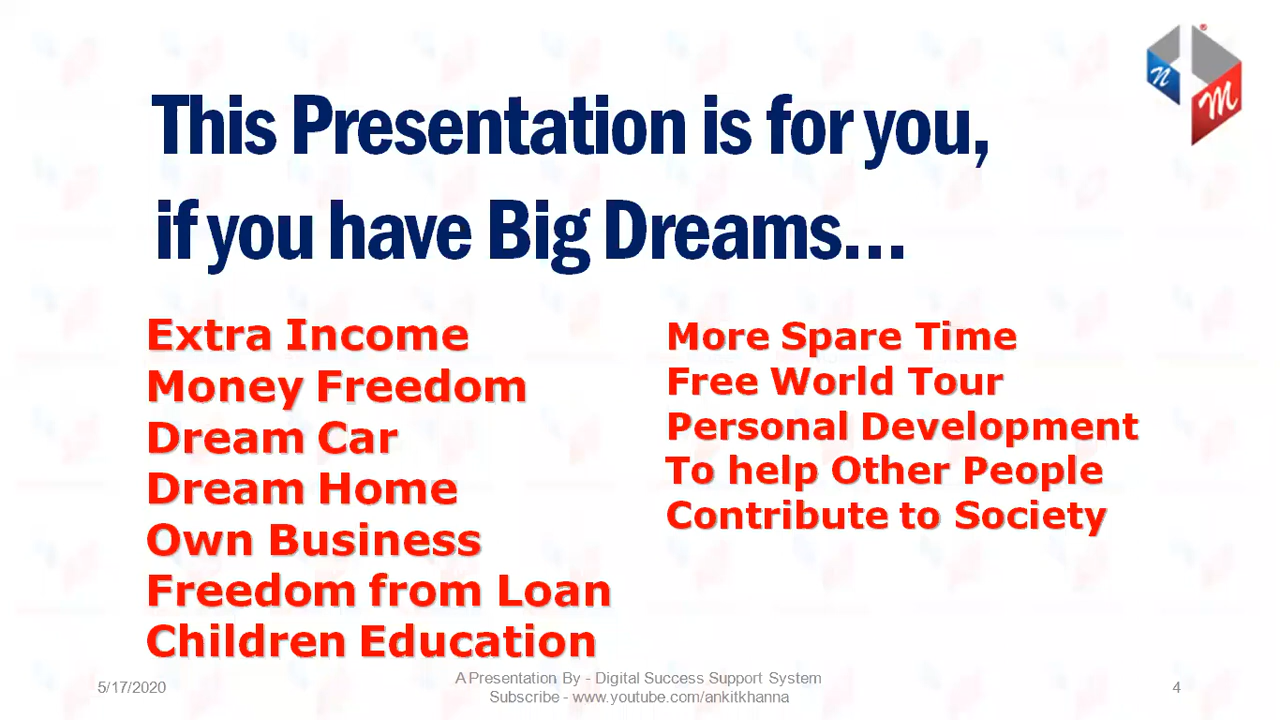 n
M
This Presentation is for you,
if you have Big Dreams...
Extra Income
Money Freedom
Dream Car
Dream Home
Own Business
Freedom from Loan
Children Education
More Spare Time
Free World Tour
Personal Development
To help Other People
Contribute to Society
5/17/2020
A Presentation By - Digital Success Support System
Subscribe - www.youtube.com/ankitkhanna
4